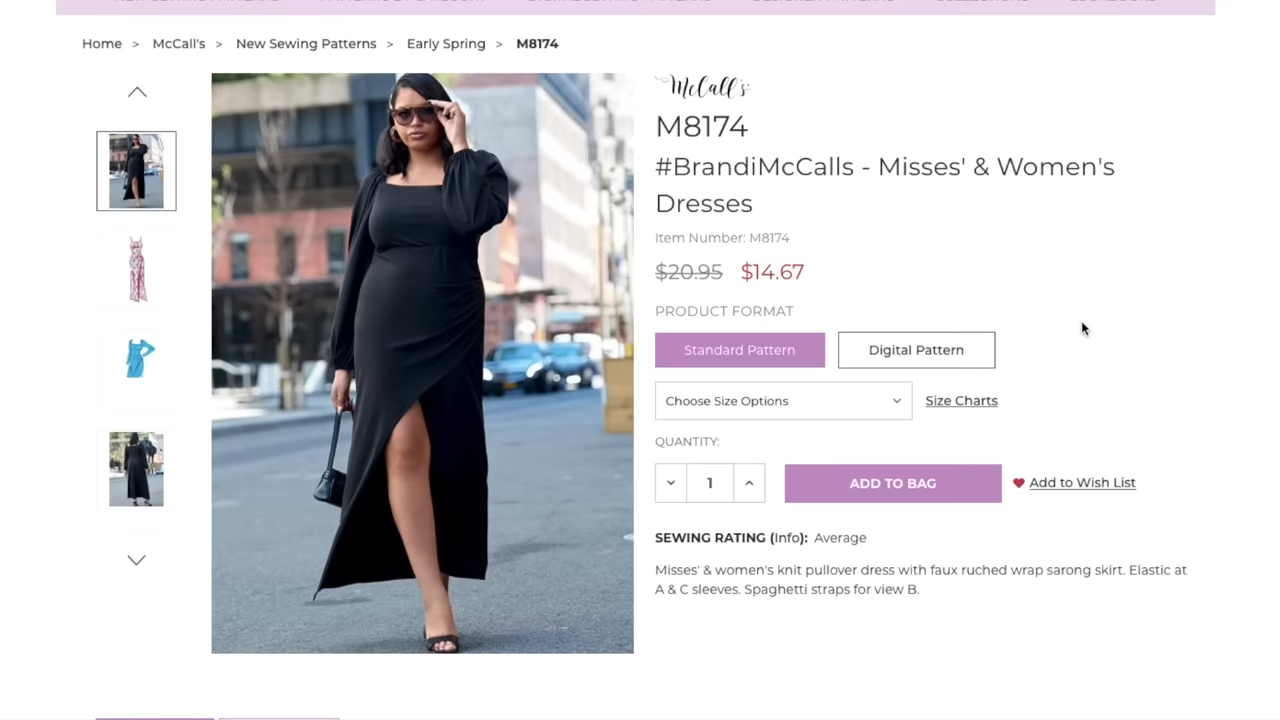 Home > McCall's > New Sewing Patterns > Early Spring > M8174
McCall's
M8174
#BrandiMcCalls - Misses' & Women's
Dresses
Item Number: M8174
$20.95 $14.67
PRODUCT FORMAT
Standard Pattern Digital Pattern
Choose Size Options Size Charts
QUANTITY:
1 ADD TO BAG Add to Wish List
SEWING RATING (Info): Average
Misses' & women's knit pullover dress with faux ruched wrap sarong skirt. Elastic at
A & C sleeves. Spaghetti straps for view B.